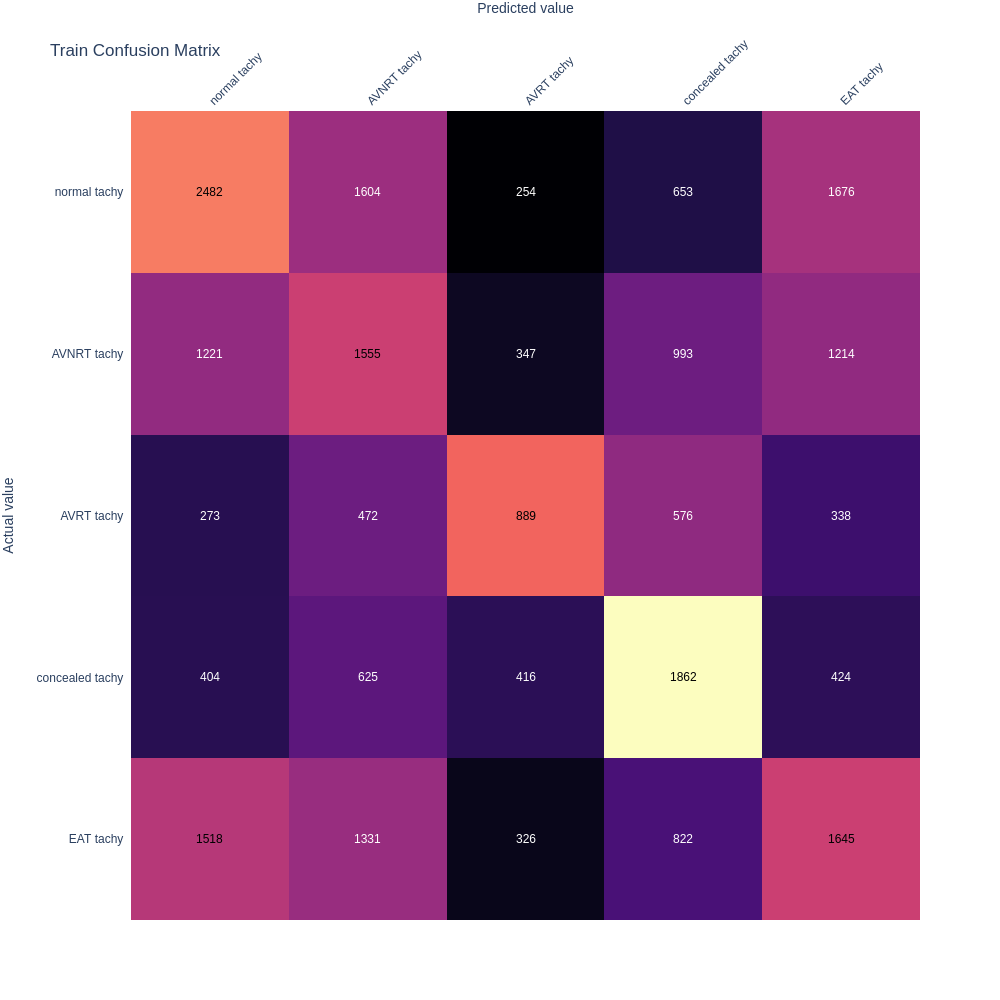 Predicted value
Train Confusion Matrix
normal tachy AVNRT tachy AVRT tachy concealed tachy EAT tachy
normal tachy 2482 1604 254 653 1676
AVNRT tachy 1221 1555 347 993 1214
Actual value
AVRT tachy 273 472 889 576 338
concealed tachy 404 625 416 1862 424
EAT tachy 1518 1331 326 822 1645